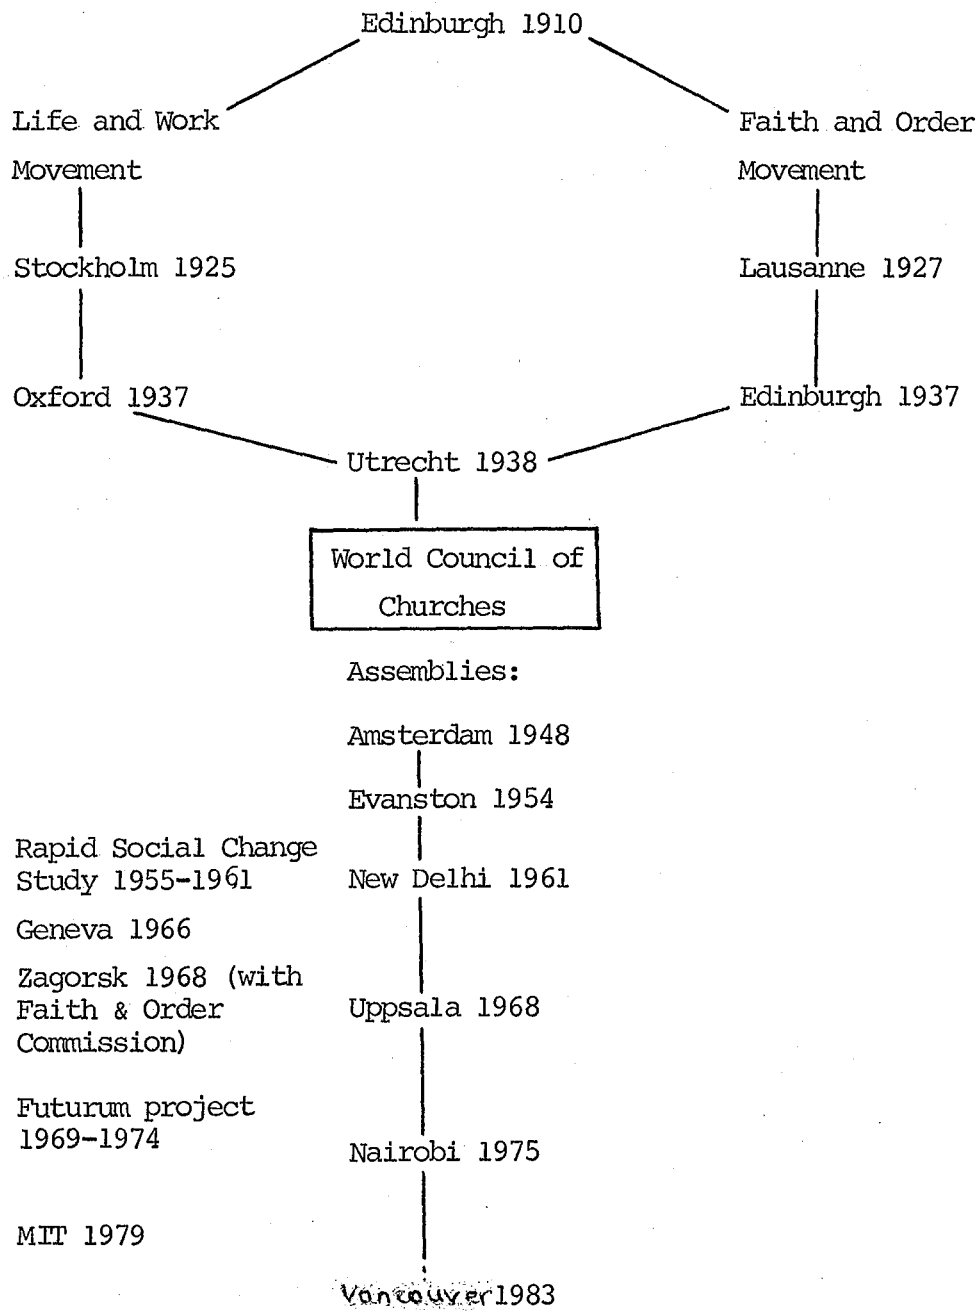 Edinburgh 1910
Life and Work
Movement
Faith and Order
Movement
Stockholm 1925
Lausanne 1927
Oxford 1937
Edinburgh 1937
Utrecht 1938
World Council of
Churches
Assemblies:
Amsterdam 1948
Evanston 1954
Rapid Social Change
Study 1955-1961
New Delhi 1961
Geneva 1966
Zagorsk 1968 (with
Faith & Order
Commission)
Uppsala 1968
Futurum project
1969-1974
Nairobi 1975
MIT 1979
Vancouver 1983